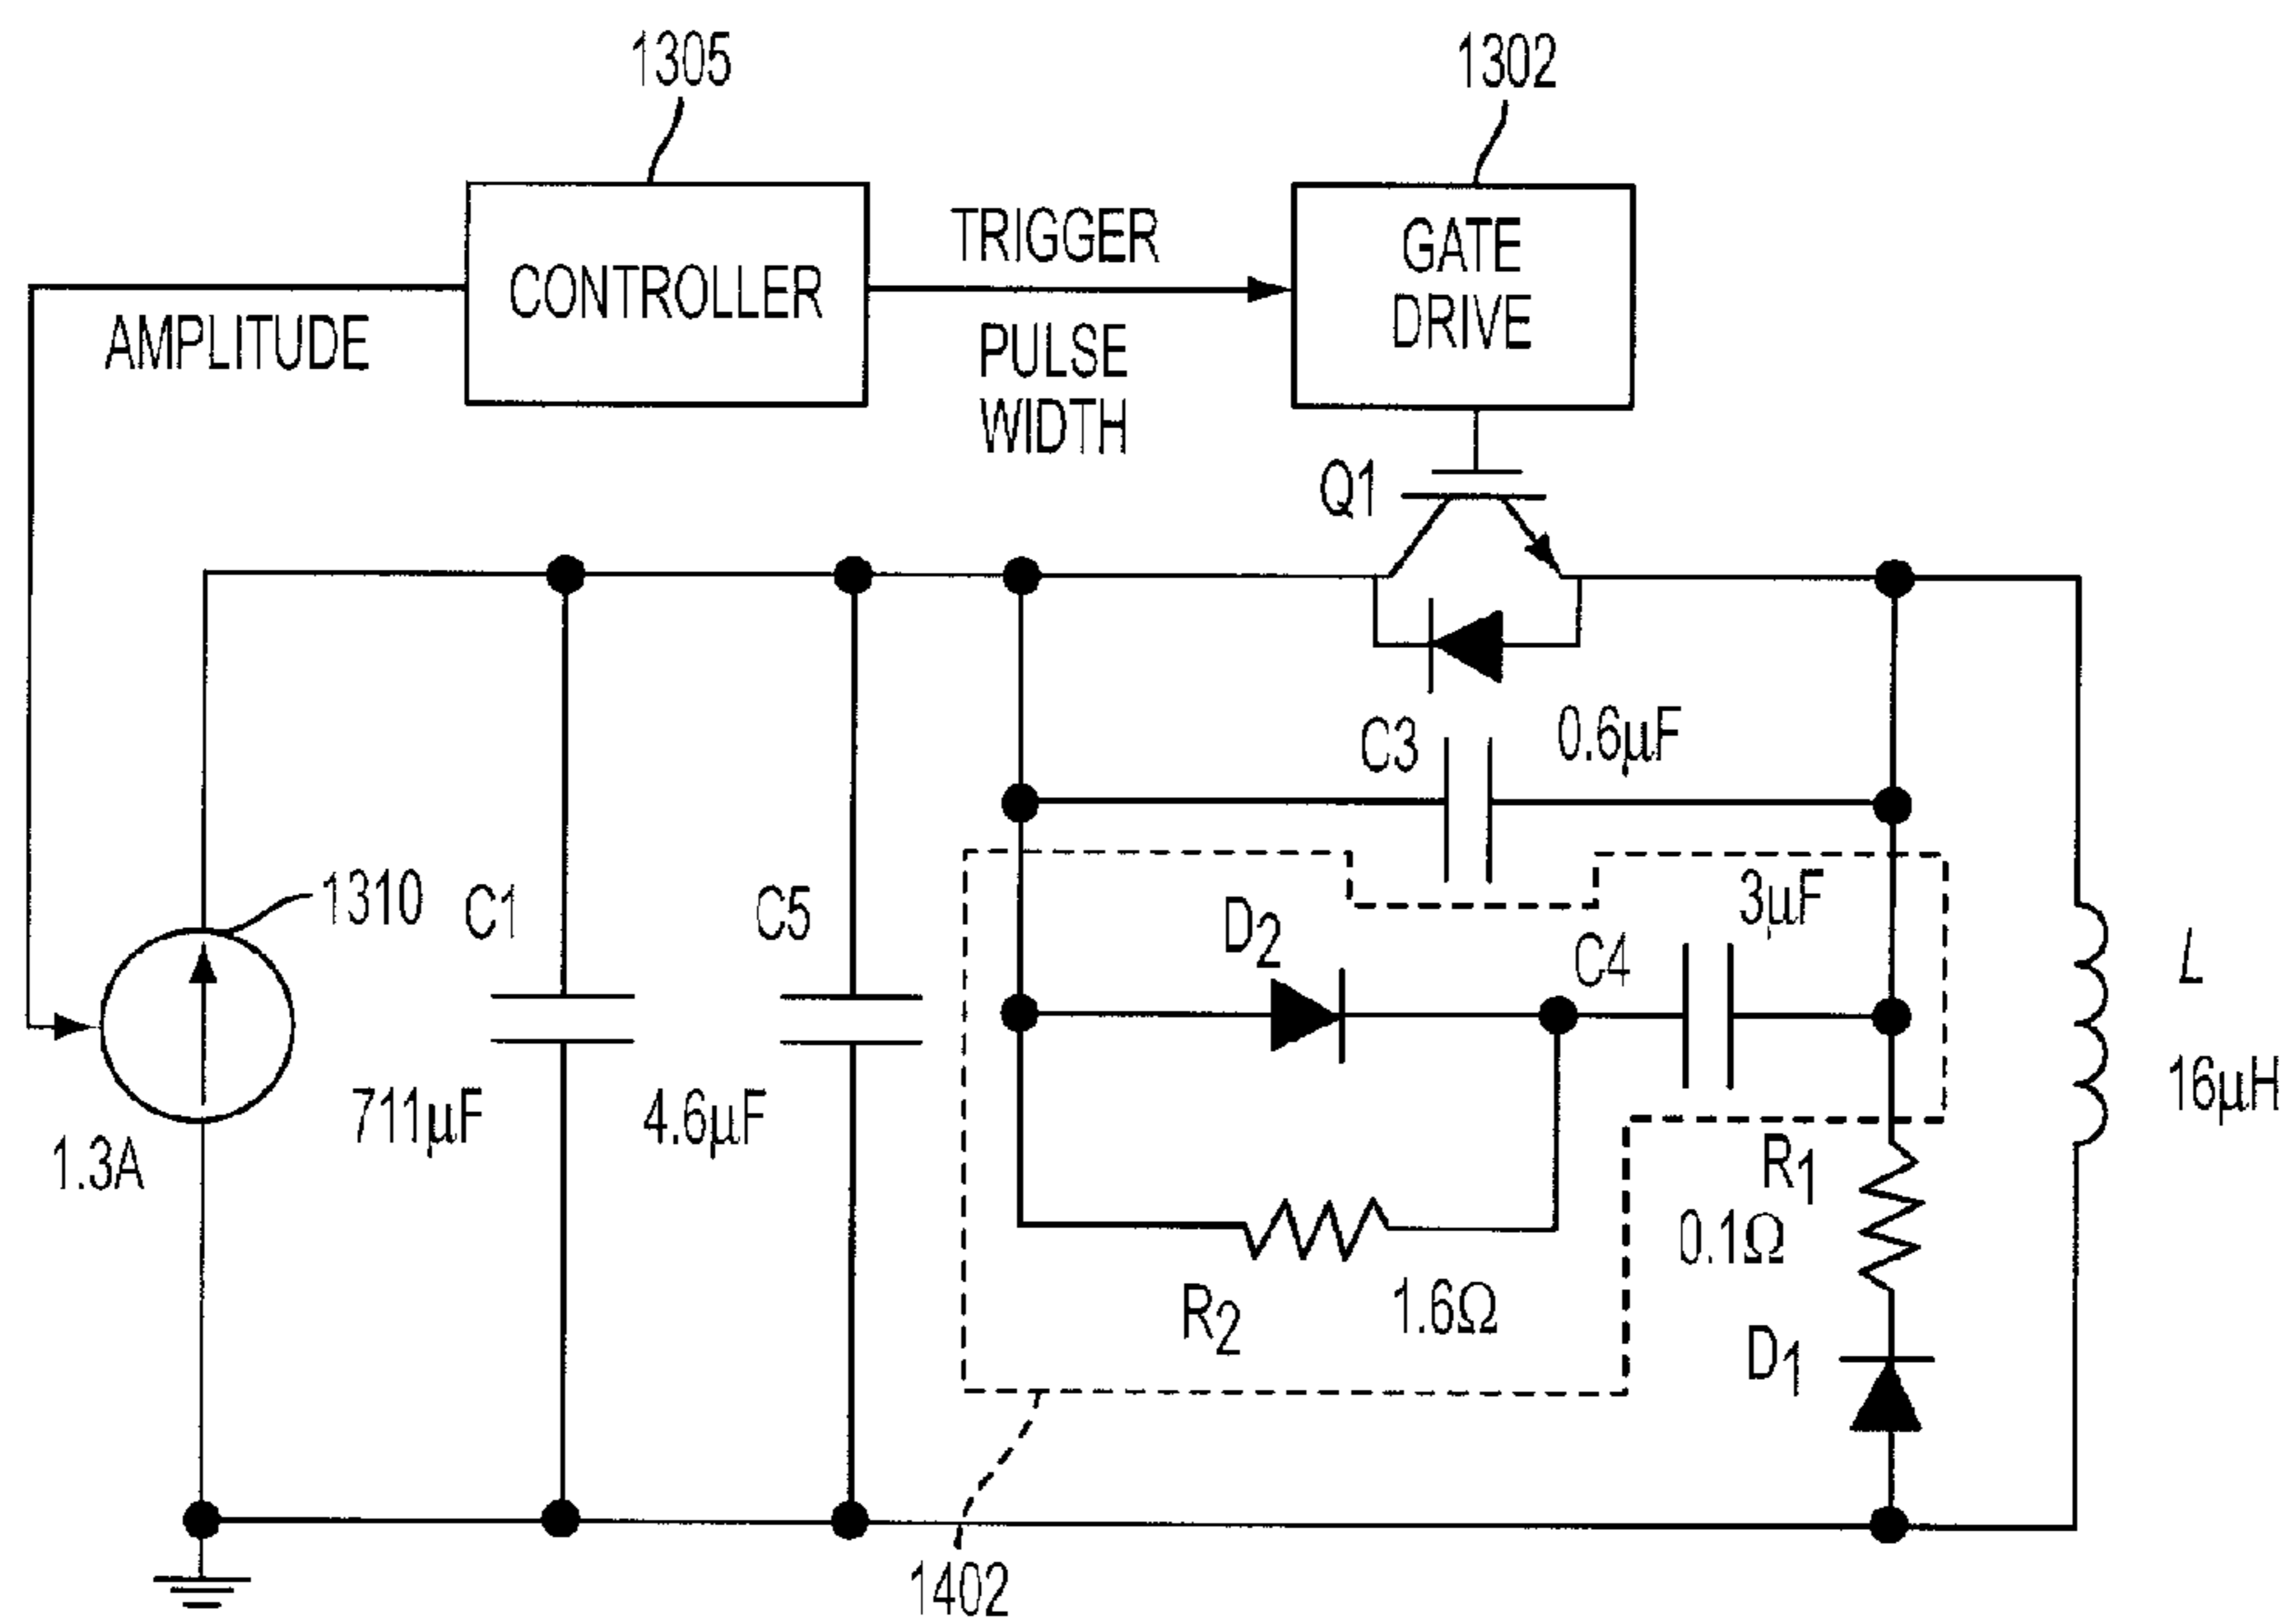 1305
1302
CONTROLLER
TRIGGER
PULSE
WIDTH
GATE
DRIVE
AMPLITUDE
Q1
C3
0.6µF
1310
C1
C5
D2
C4
3µF
L
16µH
1.3A
711µF
4.6µF
R1
0.1Ω
R2
1.6Ω
D1
1402